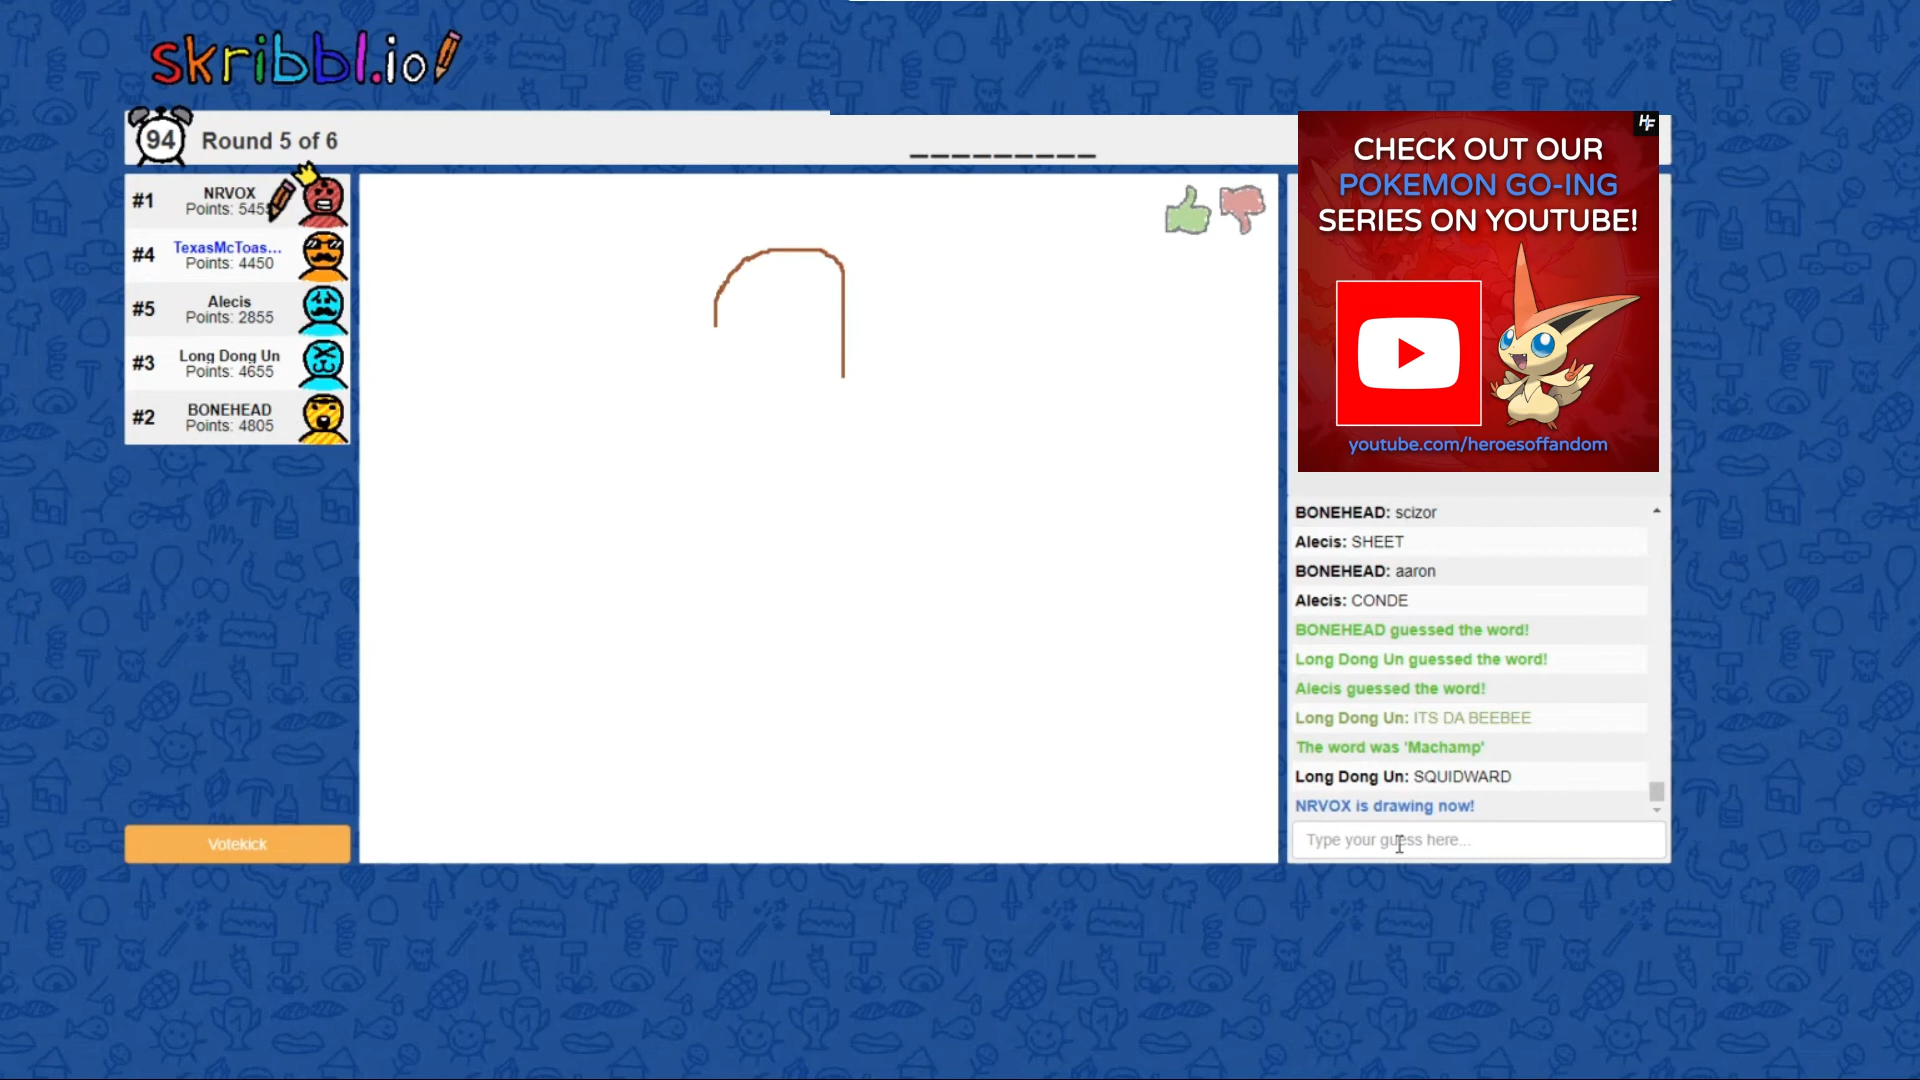 skribbl.io
94
Round 5 of 6
_________
#1
NRVOX
Points: 545
#4
TexasMcToas...
Points: 4450
#5
Alecis
Points: 2855
#3
Long Dong Un
Points: 4655
#2
BONEHEAD
Points: 4805
Votekick
HF
CHECK OUT OUR
POKEMON GO-ING
SERIES ON YOUTUBE!
youtube.com/heroesoffandom
BONEHEAD: scizor
Alecis: SHEET
BONEHEAD: aaron
Alecis: CONDE
BONEHEAD guessed the word!
Long Dong Un guessed the word!
Alecis guessed the word!
Long Dong Un: ITS DA BEEBEE
The word was 'Machamp'
Long Dong Un: SQUIDWARD
NRVOX is drawing now!
Type your guess here...